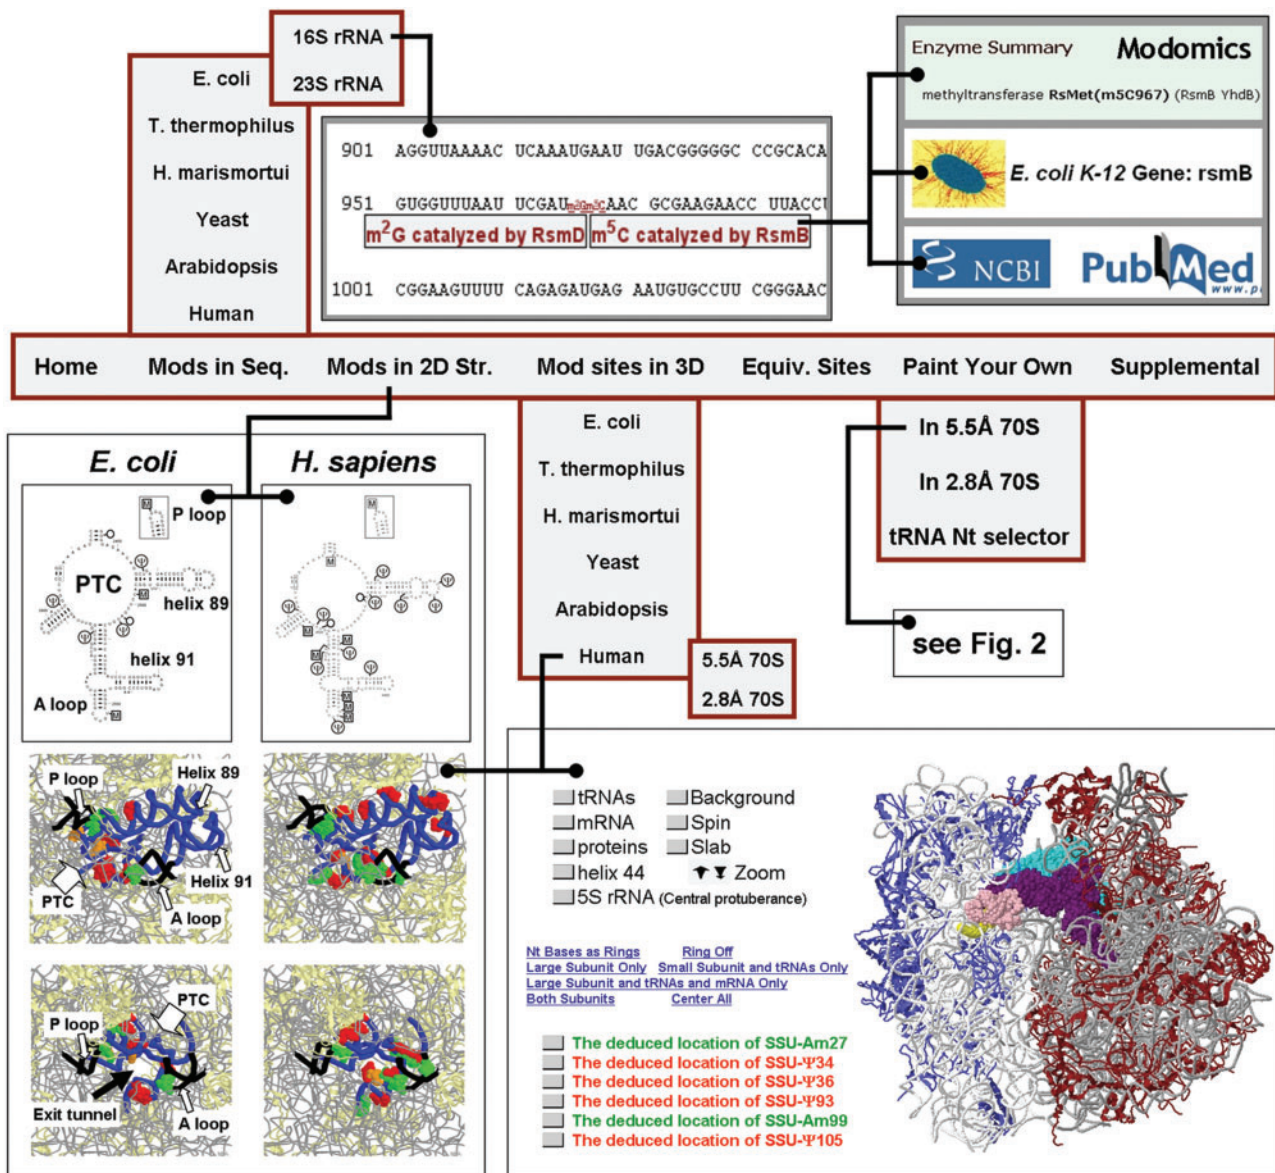 16S rRNA
23S rRNA
E. coli
T. thermophilus
H. marismortui
Yeast
Arabidopsis
Human
901 AGGUUAAAAC UCAAAUGAAU UGACGGGGGC CCGCACA
951 GUGGUUUAAU UCGAUm²Gm⁵CAAC GCGAAGAACC UUACCU
m²G catalyzed by RsmD
m⁵C catalyzed by RsmB
1001 CGGAAGUUUU CAGAGAUGAG AAUGUGCCUU CGGGAAC
Enzyme Summary Modomics
methyltransferase RsMet(m5C967) (RsmB YhdB)
E. coli K-12 Gene: rsmB
NCBI PubMed
Home Mods in Seq. Mods in 2D Str. Mod sites in 3D Equiv. Sites Paint Your Own Supplemental
E. coli
T. thermophilus
H. marismortui
Yeast
Arabidopsis
Human
5.5Å 70S
2.8Å 70S
In 5.5Å 70S
In 2.8Å 70S
tRNA Nt selector
see Fig. 2
E. coli H. sapiens
M
P loop
PTC
Ψ
Ψ
Ψ
Ψ
M
helix 89
helix 91
A loop
M
M
M
Ψ
Ψ
Ψ
Ψ
Ψ
Ψ
Ψ
M
M
Ψ
Ψ
M
M
M
Ψ
P loop
Helix 89
Helix 91
PTC
A loop
PTC
P loop
Exit tunnel
A loop
tRNAs Background
mRNA Spin
proteins Slab
helix 44 Zoom
5S rRNA (Central protuberance)
Nt Bases as Rings Ring Off
Large Subunit Only Small Subunit and tRNAs Only
Large Subunit and tRNAs and mRNA Only
Both Subunits Center All
The deduced location of SSU-Am27
The deduced location of SSU-Ψ34
The deduced location of SSU-Ψ36
The deduced location of SSU-Ψ93
The deduced location of SSU-Am99
The deduced location of SSU-Ψ105